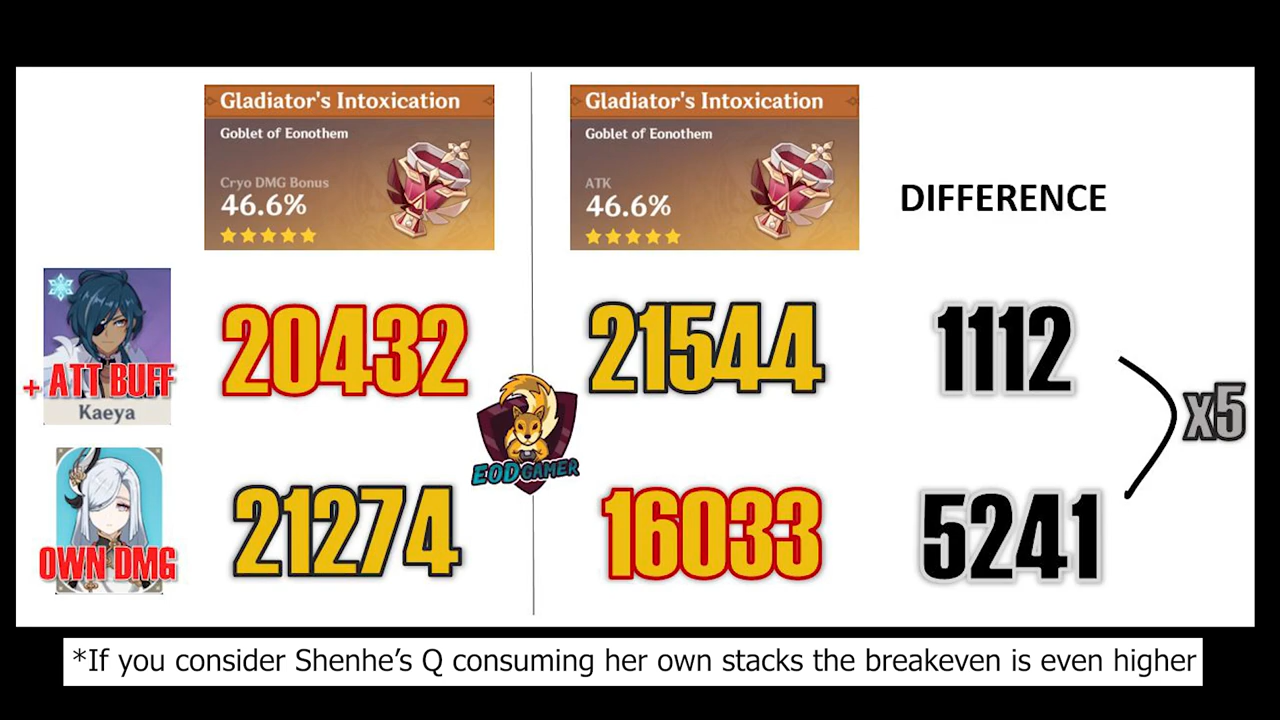 Gladiator's Intoxication
Goblet of Eonothem
Cryo DMG Bonus
46.6%
Gladiator's Intoxication
Goblet of Eonothem
ATK
46.6%
DIFFERENCE
+ ATT BUFF
Kaeya
20432
21544
1112
x5
EODGAMER
OWN DMG
21274
16033
5241
*If you consider Shenhe's Q consuming her own stacks the breakeven is even higher